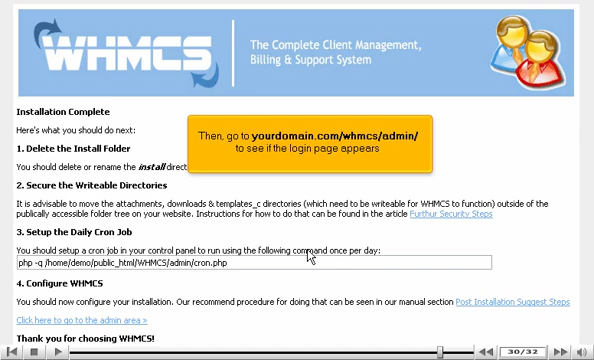 WHMCS
The Complete Client Management,
Billing & Support System
Installation Complete
Here's what you should do next:
Then, go to yourdomain.com/whmcs/admin/
to see if the login page appears
1. Delete the Install Folder
You should delete or rename the install direct
2. Secure the Writeable Directories
It is advisable to move the attachments, downloads & templates_c directories (which need to be writeable for WHMCS to function) outside of the
publically accessible folder tree on your website. Instructions for how to do that can be found in the article Furthur Security Steps
3. Setup the Daily Cron Job
You should setup a cron job in your control panel to run using the following command once per day:
php -q /home/demo/public_html/WHMCS/admin/cron.php
4. Configure WHMCS
You should now configure your installation. Our recommend procedure for doing that can be seen in our manual section Post Installation Suggest Steps
Click here to go to the admin area »
Thank you for choosing WHMCS!
30/32